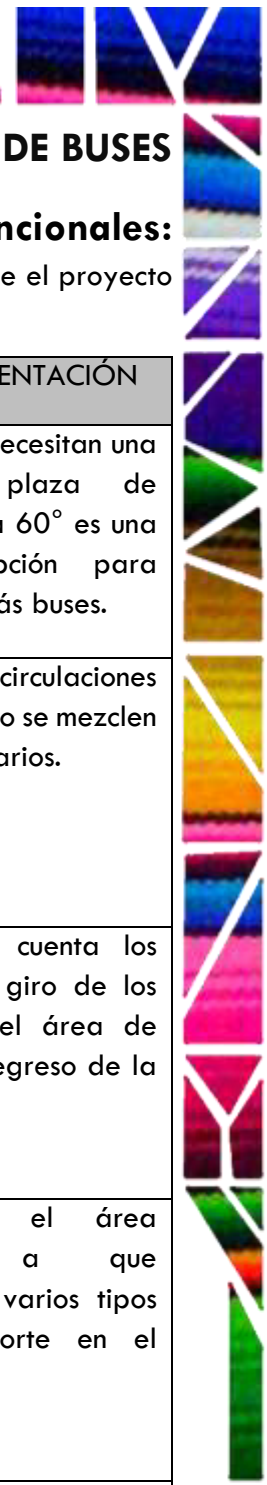 DE BUSES
ncionales:
e el proyecto
ENTACIÓN
ecesitan una
plaza de
a 60° es una
pción para
ás buses.
circulaciones
o se mezclen
arios.
cuenta los
giro de los
el área de
egreso de la
el área
a que
varios tipos
orte en el